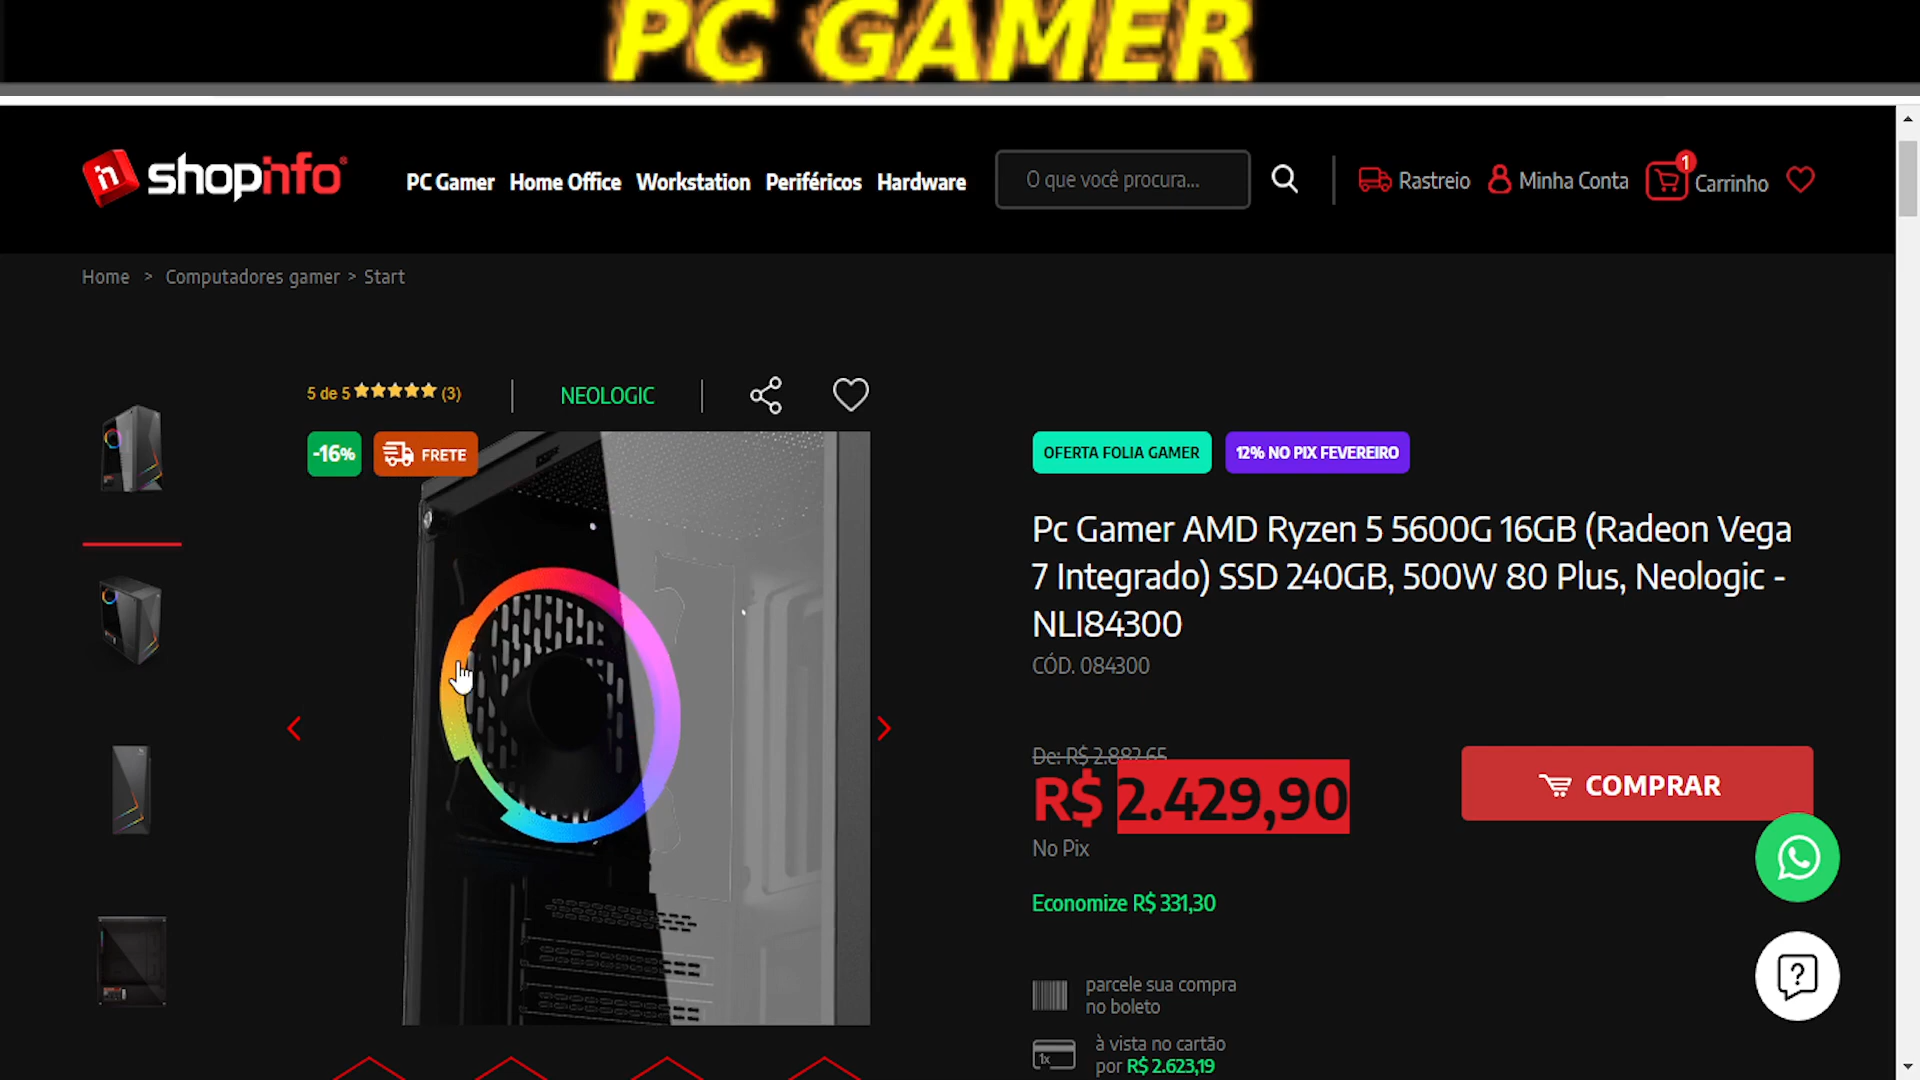 PC GAMER
in shopinfo
PC Gamer Home Office Workstation Periféricos Hardware
O que você procura...
Rastreio Minha Conta 1 Carrinho
Home > Computadores gamer > Start
5 de 5 (3) NEOLOGIC
-16% FRETE
OFERTA FOLIA GAMER 12% NO PIX FEVEREIRO
Pc Gamer AMD Ryzen 5 5600G 16GB (Radeon Vega
7 Integrado) SSD 240GB, 500W 80 Plus, Neologic -
NLI84300
CÓD. 084300
De: R$ 2.882,65
R$ 2.429,90
COMPRAR
No Pix
Economize R$ 331,30
parcele sua compra
no boleto
1x
à vista no cartão
por R$ 2.623,19